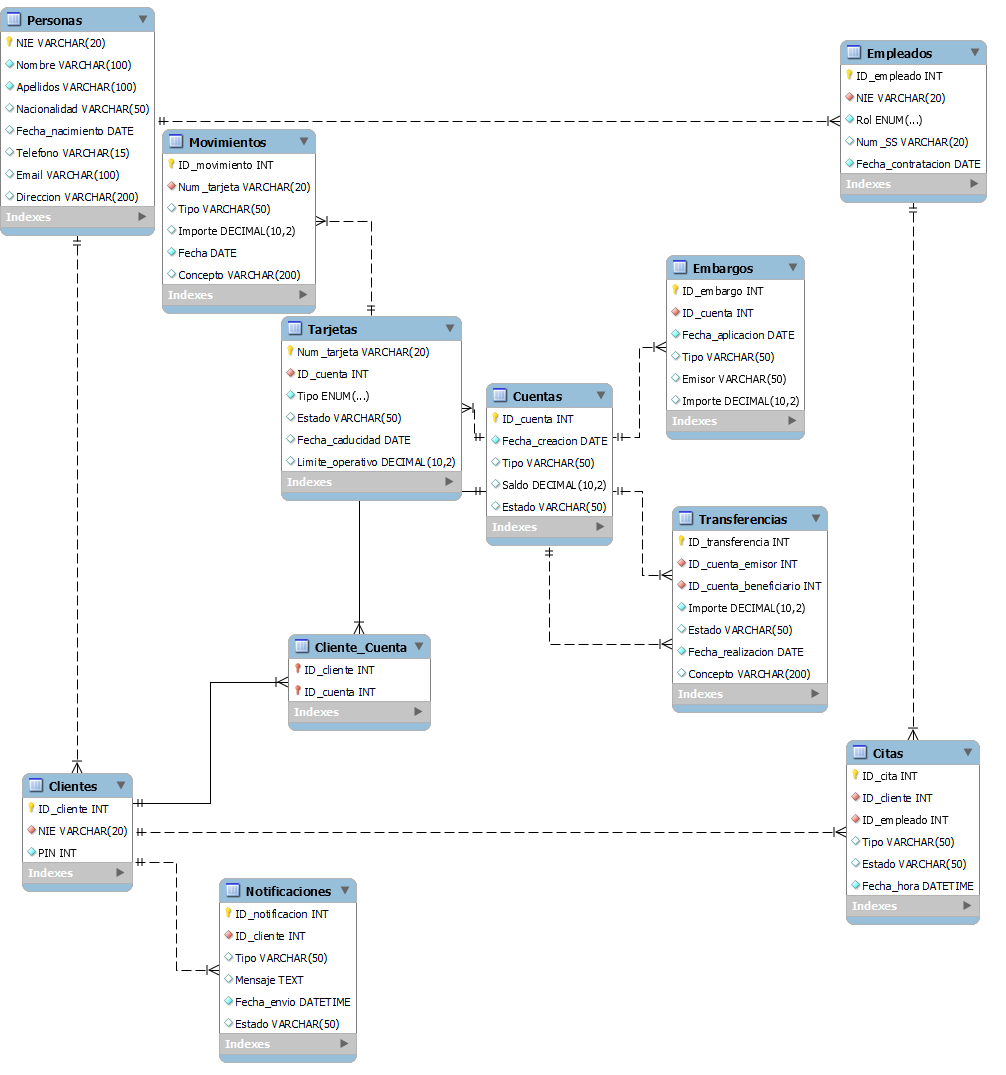 Personas
NIE VARCHAR(20)
Nombre VARCHAR(100)
Apellidos VARCHAR(100)
Nacionalidad VARCHAR(50)
Fecha_nacimiento DATE
Telefono VARCHAR(15)
Email VARCHAR(100)
Direccion VARCHAR(200)
Indexes
Empleados
ID_empleado INT
NIE VARCHAR(20)
Rol ENUM(...)
Num_SS VARCHAR(20)
Fecha_contratacion DATE
Indexes
Movimientos
ID_movimiento INT
Num_tarjeta VARCHAR(20)
Tipo VARCHAR(50)
Importe DECIMAL(10,2)
Fecha DATE
Concepto VARCHAR(200)
Indexes
Embargos
ID_embargo INT
ID_cuenta INT
Fecha_aplicacion DATE
Tipo VARCHAR(50)
Emisor VARCHAR(50)
Importe DECIMAL(10,2)
Indexes
Tarjetas
Num_tarjeta VARCHAR(20)
ID_cuenta INT
Tipo ENUM(...)
Estado VARCHAR(50)
Fecha_caducidad DATE
Limite_operativo DECIMAL(10,2)
Indexes
Cuentas
ID_cuenta INT
Fecha_creacion DATE
Tipo VARCHAR(50)
Saldo DECIMAL(10,2)
Estado VARCHAR(50)
Indexes
Transferencias
ID_transferencia INT
ID_cuenta_emisor INT
ID_cuenta_beneficiario INT
Importe DECIMAL(10,2)
Estado VARCHAR(50)
Fecha_realizacion DATE
Concepto VARCHAR(200)
Indexes
Cliente_Cuenta
ID_cliente INT
ID_cuenta INT
Indexes
Clientes
ID_cliente INT
NIE VARCHAR(20)
PIN INT
Indexes
Citas
ID_cita INT
ID_cliente INT
ID_empleado INT
Tipo VARCHAR(50)
Estado VARCHAR(50)
Fecha_hora DATETIME
Indexes
Notificaciones
ID_notificacion INT
ID_cliente INT
Tipo VARCHAR(50)
Mensaje TEXT
Fecha_envio DATETIME
Estado VARCHAR(50)
Indexes